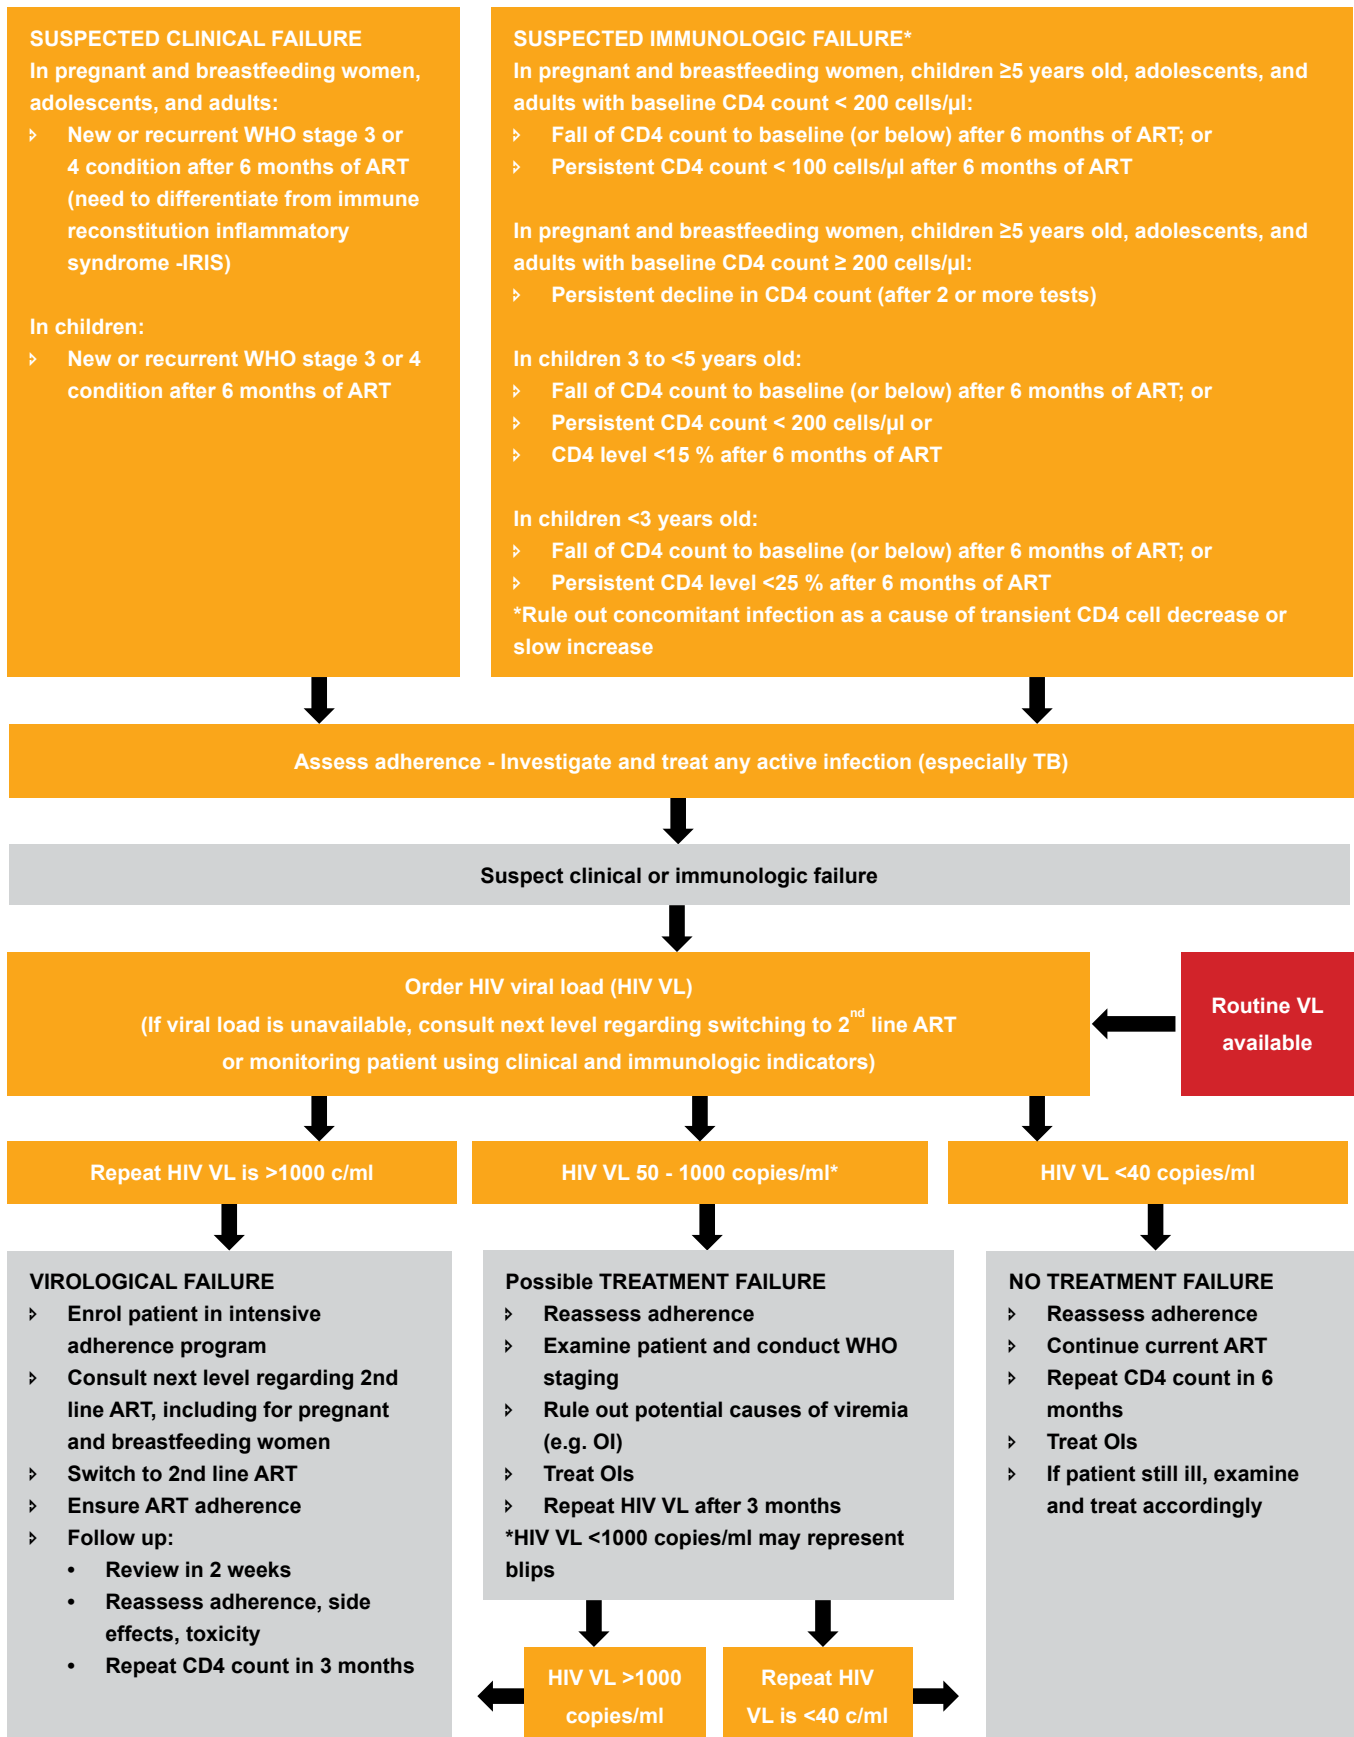 SUSPECTED CLINICAL FAILURE
In pregnant and breastfeeding women,
adolescents, and adults:
New or recurrent WHO stage 3 or
4 condition after 6 months of ART
(need to differentiate from immune
reconstitution inflammatory
syndrome -IRIS)
In children:
New or recurrent WHO stage 3 or 4
condition after 6 months of ART
SUSPECTED IMMUNOLOGIC FAILURE*
In pregnant and breastfeeding women, children ≥5 years old, adolescents, and
adults with baseline CD4 count < 200 cells/µl:
Fall of CD4 count to baseline (or below) after 6 months of ART; or
Persistent CD4 count < 100 cells/µl after 6 months of ART
In pregnant and breastfeeding women, children ≥5 years old, adolescents, and
adults with baseline CD4 count ≥ 200 cells/µl:
Persistent decline in CD4 count (after 2 or more tests)
In children 3 to <5 years old:
Fall of CD4 count to baseline (or below) after 6 months of ART; or
Persistent CD4 count < 200 cells/µl or
CD4 level <15 % after 6 months of ART
In children <3 years old:
Fall of CD4 count to baseline (or below) after 6 months of ART; or
Persistent CD4 level <25 % after 6 months of ART
*Rule out concomitant infection as a cause of transient CD4 cell decrease or
slow increase
Assess adherence - Investigate and treat any active infection (especially TB)
Suspect clinical or immunologic failure
Order HIV viral load (HIV VL)
(If viral load is unavailable, consult next level regarding switching to 2nd line ART
or monitoring patient using clinical and immunologic indicators)
Routine VL
available
Repeat HIV VL is >1000 c/ml
HIV VL 50 - 1000 copies/ml*
HIV VL <40 copies/ml
VIROLOGICAL FAILURE
Enrol patient in intensive
adherence program
Consult next level regarding 2nd
line ART, including for pregnant
and breastfeeding women
Switch to 2nd line ART
Ensure ART adherence
Follow up:
• Review in 2 weeks
• Reassess adherence, side
effects, toxicity
• Repeat CD4 count in 3 months
Possible TREATMENT FAILURE
Reassess adherence
Examine patient and conduct WHO
staging
Rule out potential causes of viremia
(e.g. OI)
Treat OIs
Repeat HIV VL after 3 months
*HIV VL <1000 copies/ml may represent
blips
NO TREATMENT FAILURE
Reassess adherence
Continue current ART
Repeat CD4 count in 6
months
Treat OIs
If patient still ill, examine
and treat accordingly
HIV VL >1000
copies/ml
Repeat HIV
VL is <40 c/ml